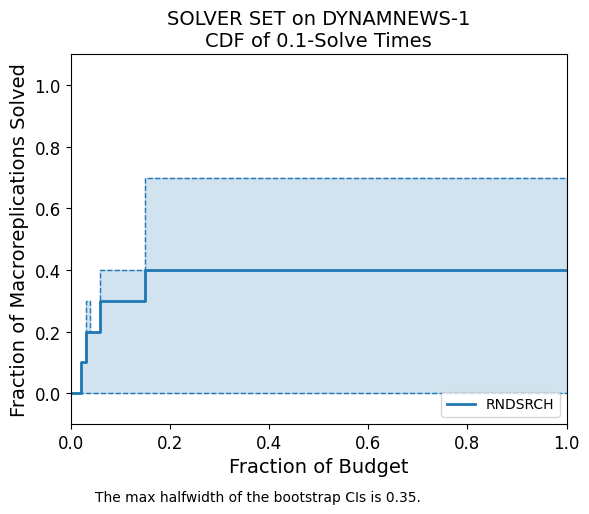 SOLVER SET on DYNAMNEWS-1
CDF of 0.1-Solve Times
Fraction of Macroreplications Solved
1.0
0.8
0.6
0.4
0.2
0.0
RNDSRCH
0.0 0.2 0.4 0.6 0.8 1.0
Fraction of Budget
The max halfwidth of the bootstrap CIs is 0.35.